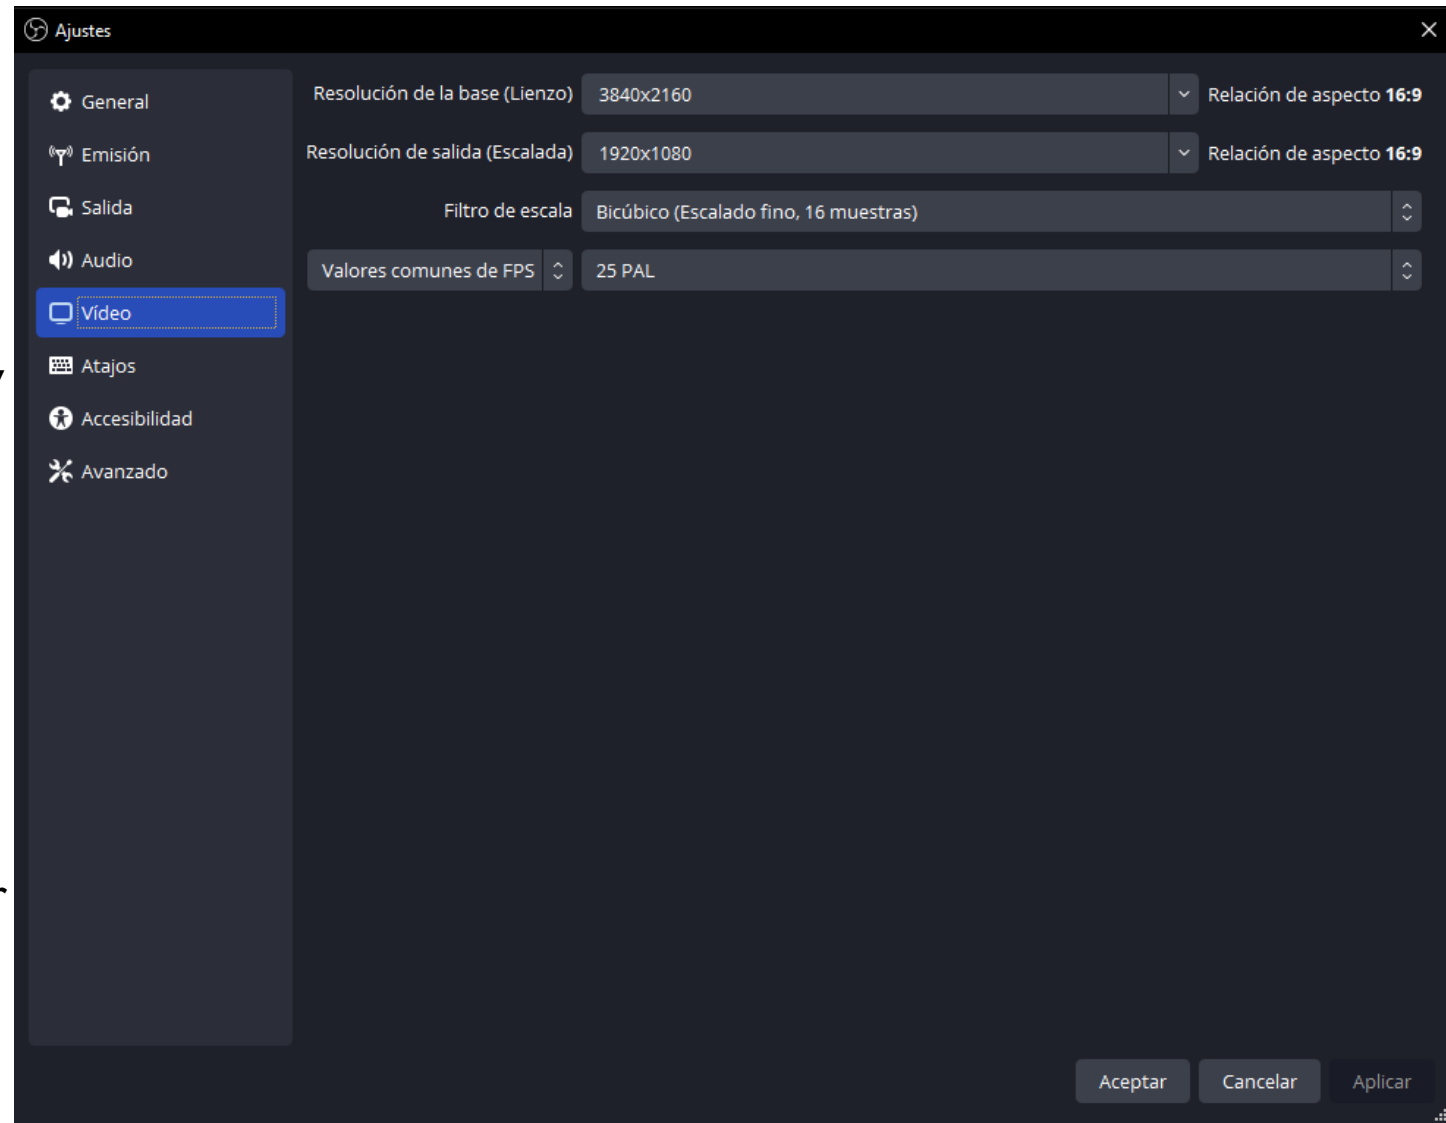 Ajustes
General
Emisión
Salida
Audio
Vídeo
Atajos
Accesibilidad
Avanzado
Resolución de la base (Lienzo) 3840x2160 Relación de aspecto 16:9
Resolución de salida (Escalada) 1920x1080 Relación de aspecto 16:9
Filtro de escala Bicúbico (Escalado fino, 16 muestras)
Valores comunes de FPS 25 PAL
Aceptar Cancelar Aplicar